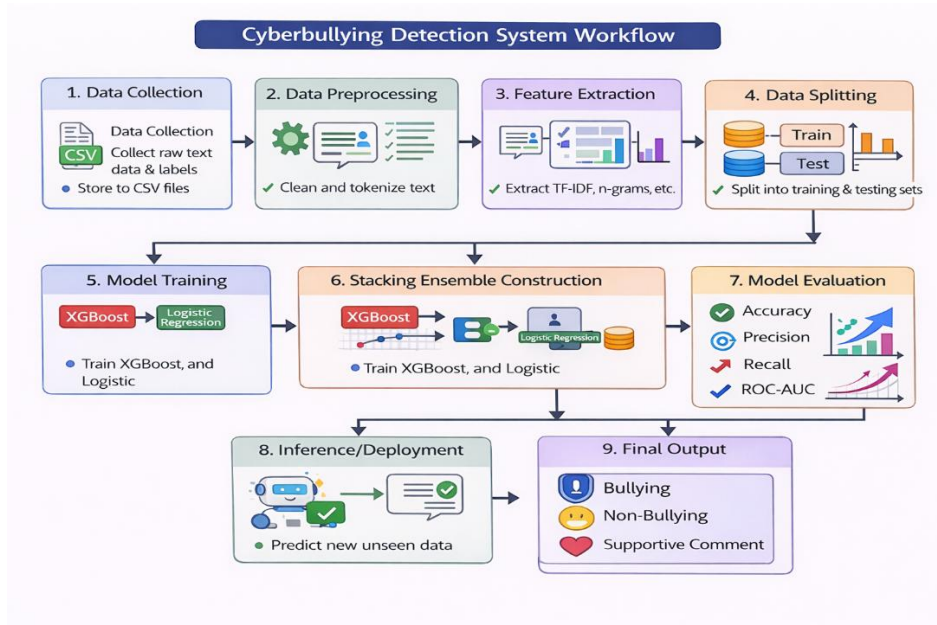 Cyberbullying Detection System Workflow
1. Data Collection
CSV
Data Collection
Collect raw text
data & labels
Store to CSV files
2. Data Preprocessing
Clean and tokenize text
3. Feature Extraction
Extract TF-IDF, n-grams, etc.
4. Data Splitting
Train
Test
Split into training & testing sets
5. Model Training
XGBoost
Logistic
Regression
Train XGBoost, and
Logistic
6. Stacking Ensemble Construction
XGBoost
Logistic Regression
Train XGBoost, and Logistic
7. Model Evaluation
Accuracy
Precision
Recall
ROC-AUC
8. Inference/Deployment
Predict new unseen data
9. Final Output
Bullying
Non-Bullying
Supportive Comment